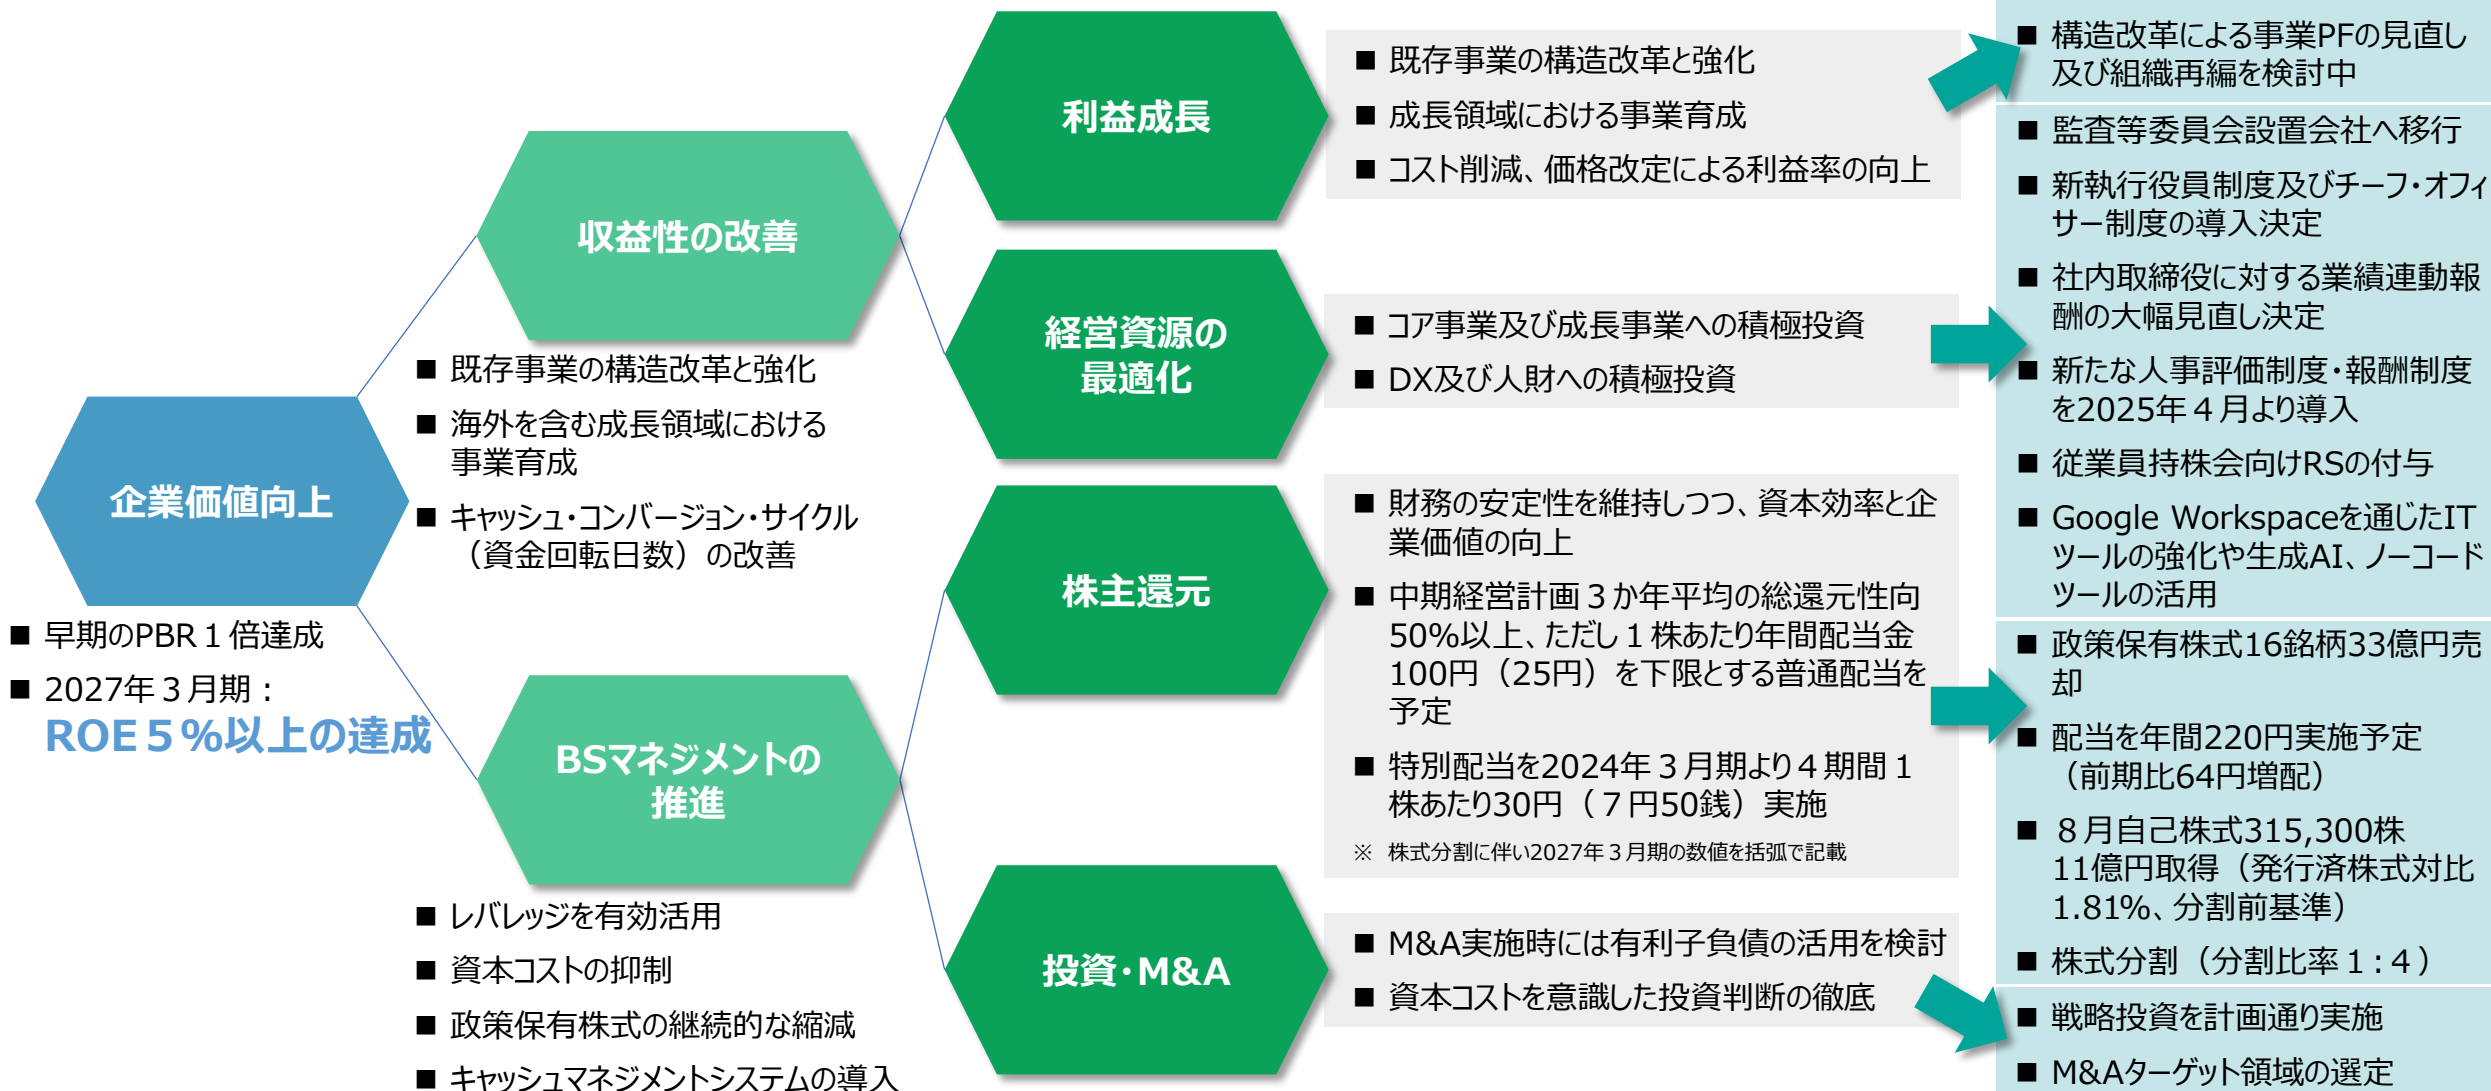 企業価値向上
■ 早期のPBR１倍達成
■ 2027年３月期：
ROE５％以上の達成
収益性の改善
■ 既存事業の構造改革と強化
■ 海外を含む成長領域における
事業育成
■ キャッシュ・コンバージョン・サイクル
（資金回転日数）の改善
BSマネジメントの
推進
■ レバレッジを有効活用
■ 資本コストの抑制
■ 政策保有株式の継続的な縮減
■ キャッシュマネジメントシステムの導入
利益成長
■ 既存事業の構造改革と強化
■ 成長領域における事業育成
■ コスト削減、価格改定による利益率の向上
■ 構造改革による事業PFの見直し
及び組織再編を検討中
経営資源の
最適化
■ コア事業及び成長事業への積極投資
■ DX及び人財への積極投資
■ 監査等委員会設置会社へ移行
■ 新執行役員制度及びチーフ・オフィ
サー制度の導入決定
■ 社内取締役に対する業績連動報
酬の大幅見直し決定
■ 新たな人事評価制度・報酬制度
を2025年４月より導入
■ 従業員持株会向けRSの付与
■ Google Workspaceを通じたIT
ツールの強化や生成AI、ノーコード
ツールの活用
株主還元
■ 財務の安定性を維持しつつ、資本効率と企
業価値の向上
■ 中期経営計画３か年平均の総還元性向
50%以上、ただし１株あたり年間配当金
100円（25円）を下限とする普通配当を
予定
■ 特別配当を2024年３月期より４期間１
株あたり30円（７円50銭）実施
※ 株式分割に伴い2027年３月期の数値を括弧で記載
■ 政策保有株式16銘柄33億円売
却
■ 配当を年間220円実施予定
（前期比64円増配）
■ ８月自己株式315,300株
11億円取得（発行済株式対比
1.81%、分割前基準）
■ 株式分割（分割比率１:４）
投資・M&A
■ M&A実施時には有利子負債の活用を検討
■ 資本コストを意識した投資判断の徹底
■ 戦略投資を計画通り実施
■ M&Aターゲット領域の選定